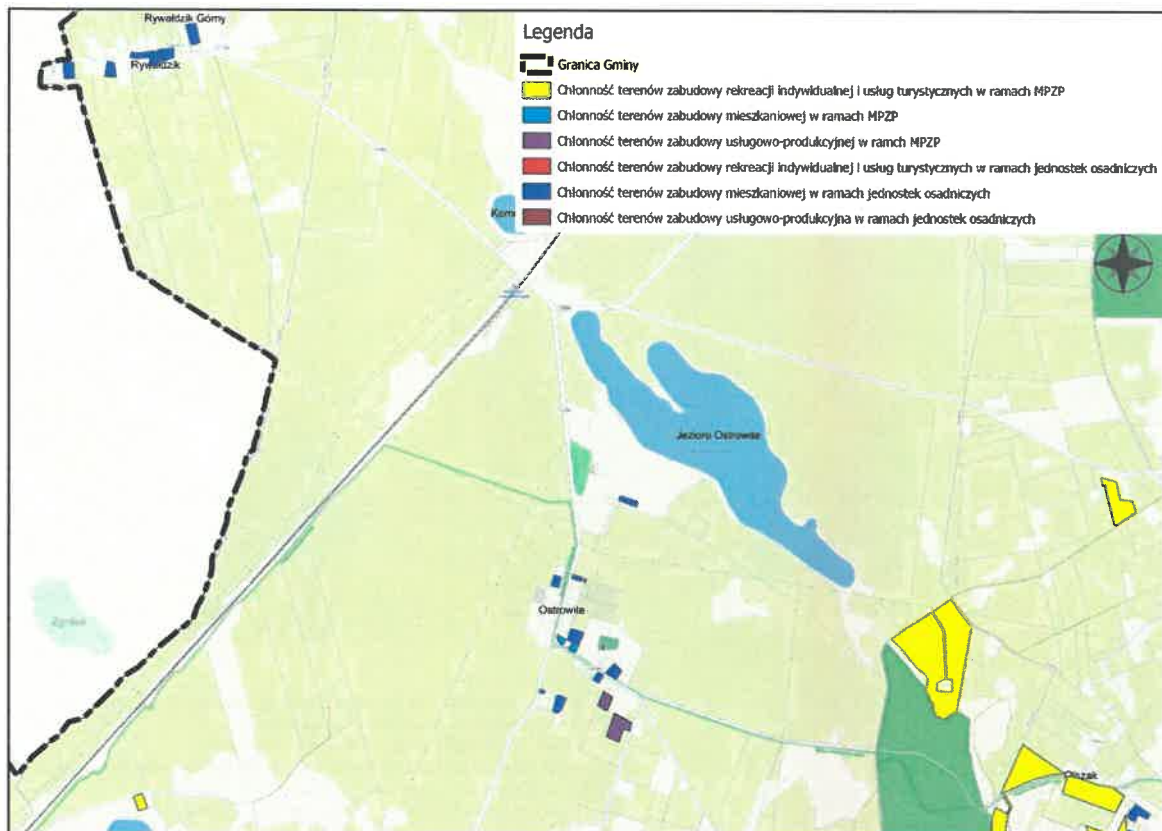 Rywałdzik Górny
Rywałdzik
Legenda
Granica Gminy
Chłonność terenów zabudowy rekreacji indywidualnej i usług turystycznych w ramach MPZP
Chłonność terenów zabudowy mieszkaniowej w ramach MPZP
Chłonność terenów zabudowy usługowo-produkcyjnej w ramch MPZP
Chłonność terenów zabudowy rekreacji indywidualnej i usług turystycznych w ramach jednostek osadniczych
Chłonność terenów zabudowy mieszkaniowej w ramach jednostek osadniczych
Chłonność terenów zabudowy usługowo-produkcyjna w ramach jednostek osadniczych
Jezioro Ostrowite
Ostrowite